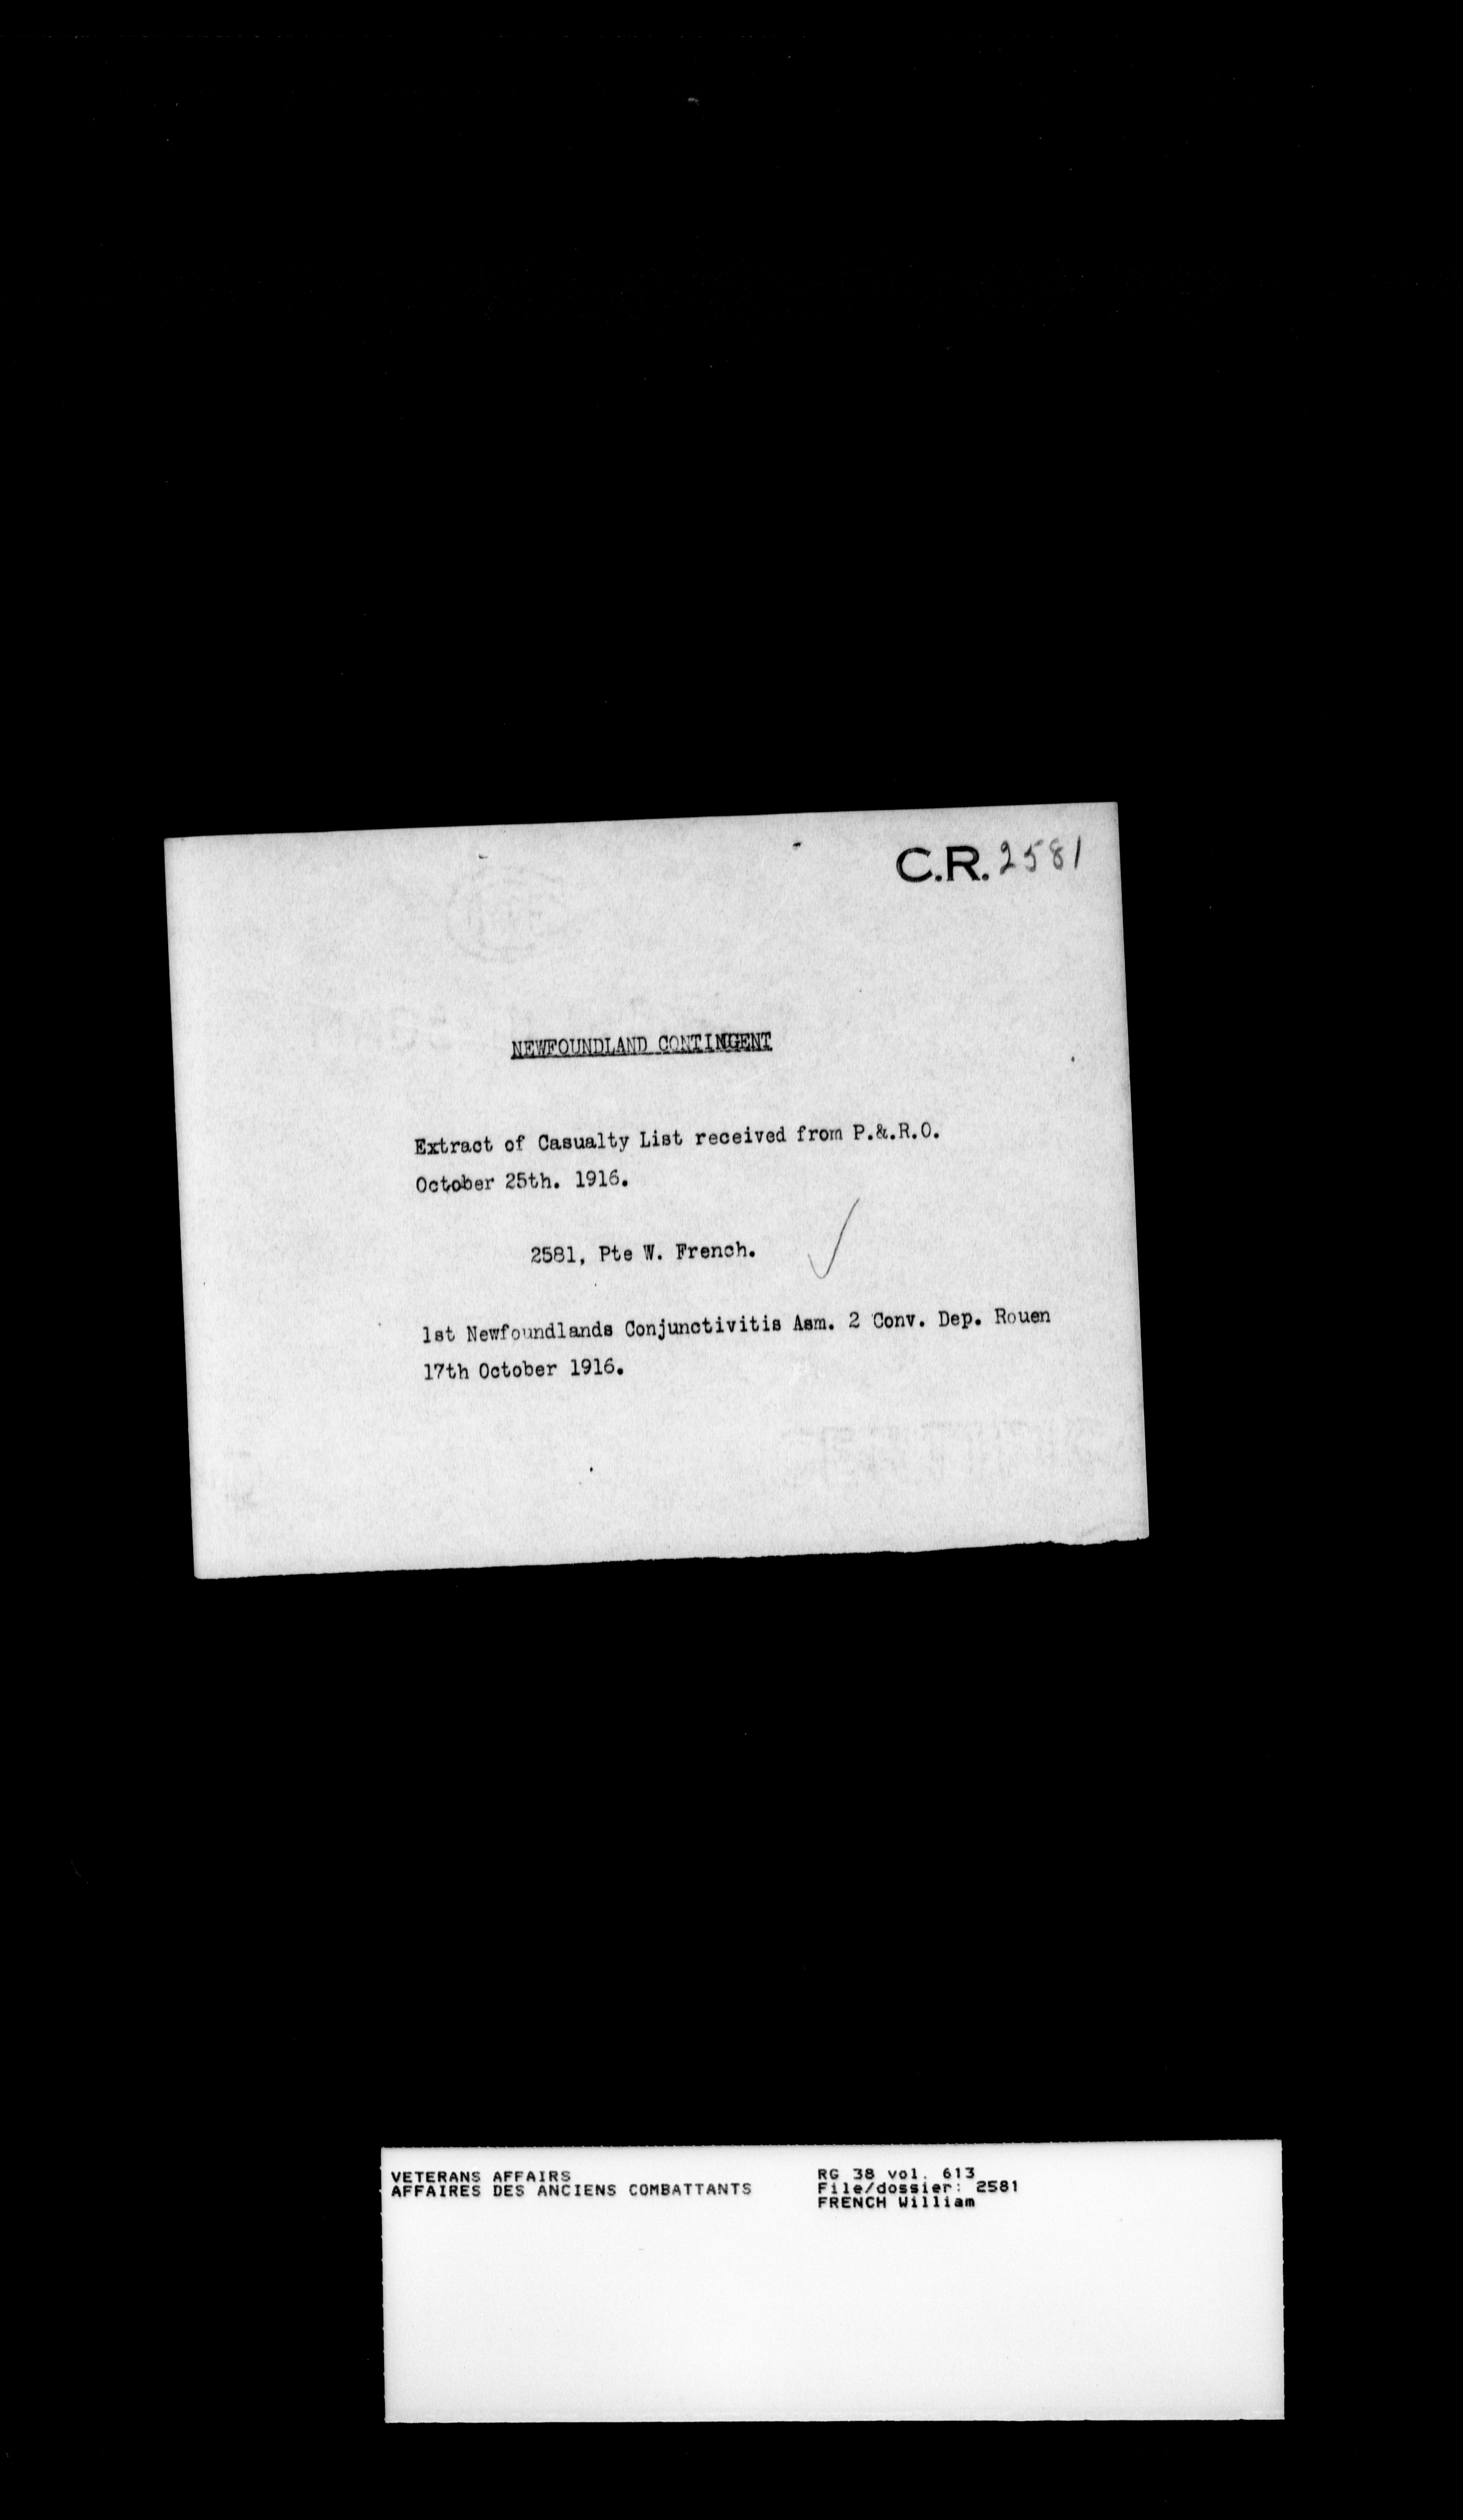 C.R. 2581
NEWFOUNDLAND CONTINGENT
Extract of Casualty List received from P.&.R.O.
October 25th. 1916.
2581, Pte W. French.
1st Newfoundlands Conjunctivitis Asm. 2 Conv. Dep. Rouen
17th October 1916.
VETERANS AFFAIRS
AFFAIRES DES ANCIENS COMBATTANTS
RG 38 vol. 613
File/dossier: 2581
FRENCH William